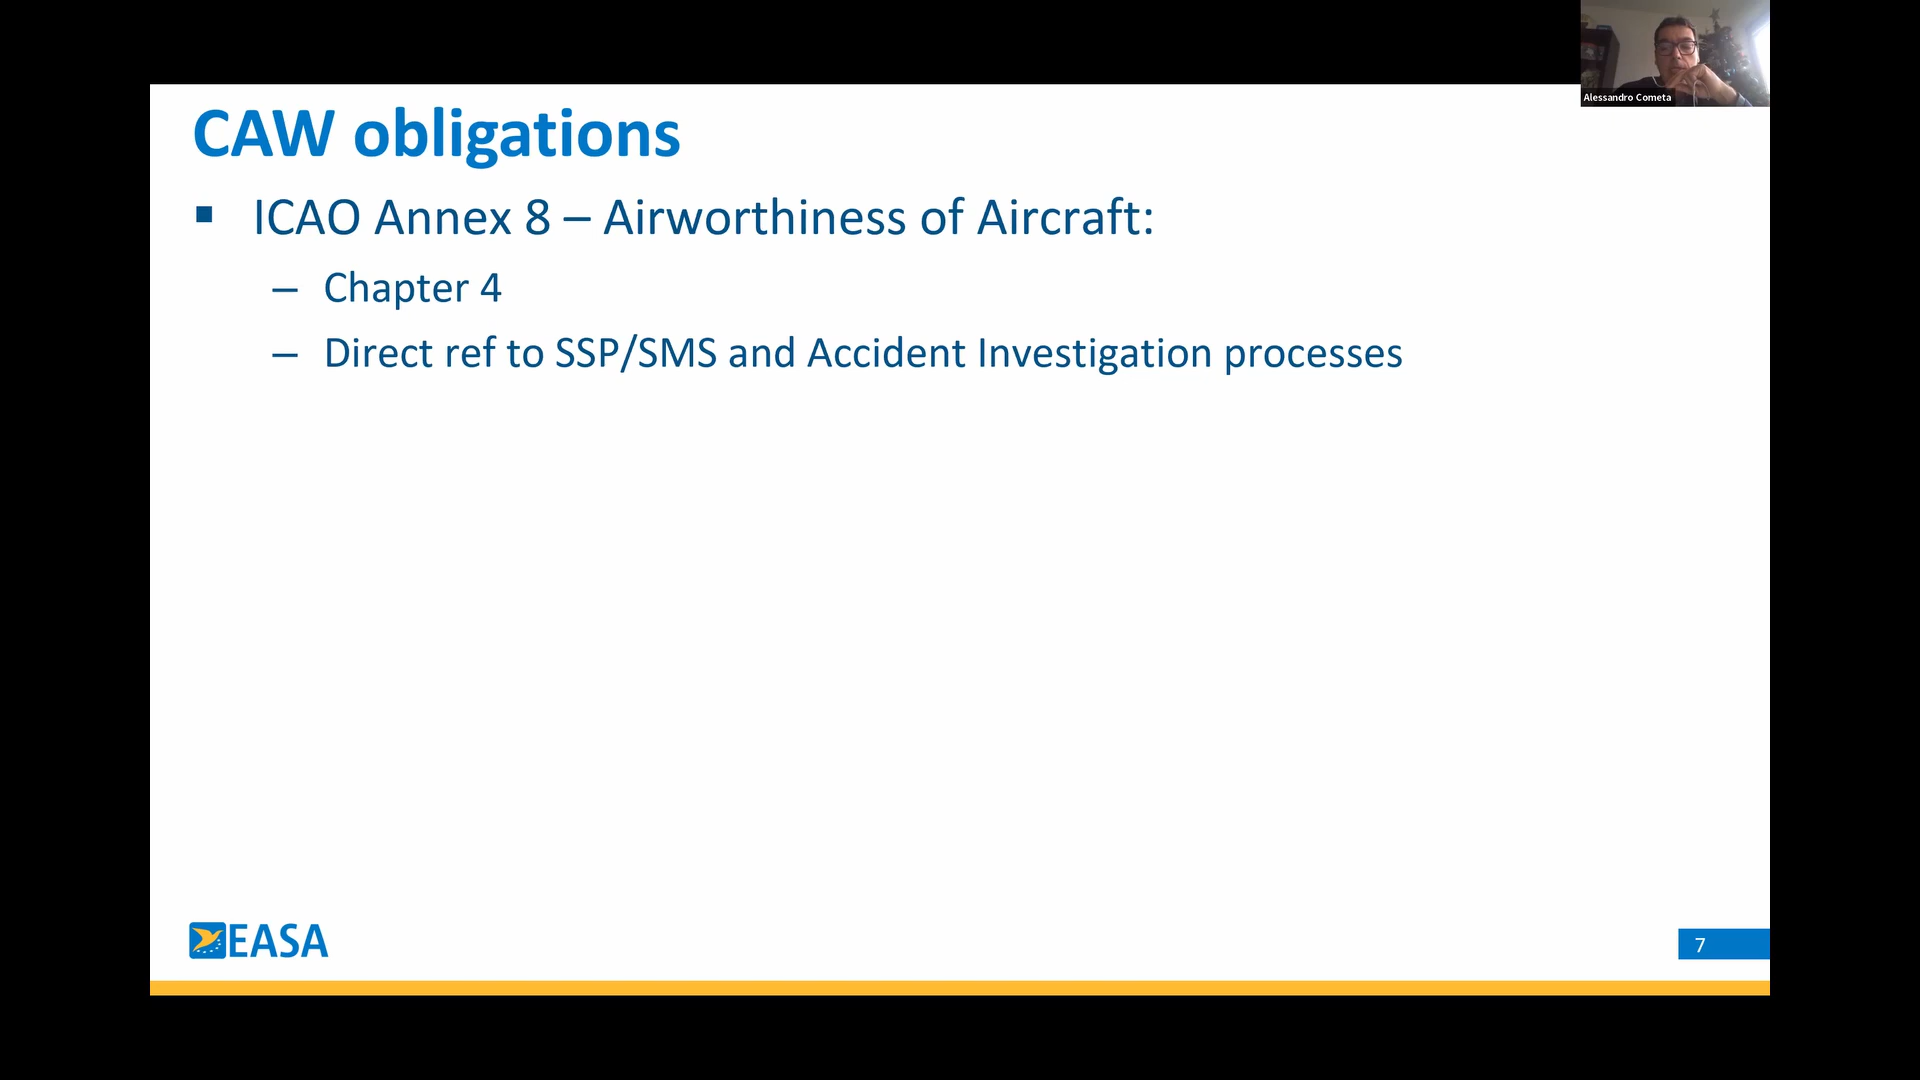 Alessandro Cometa
CAW obligations
▪ ICAO Annex 8 – Airworthiness of Aircraft:
– Chapter 4
– Direct ref to SSP/SMS and Accident Investigation processes
EASA
7